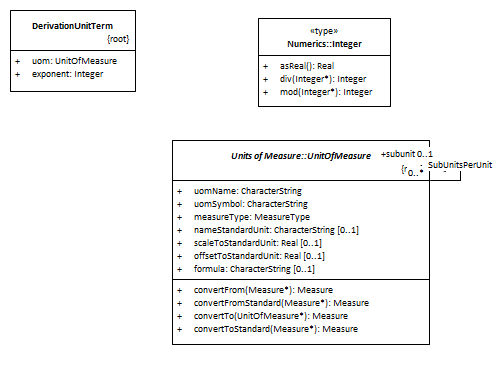 DerivationUnitTerm
{root}
+ uom: UnitOfMeasure
+ exponent: Integer
«type»
Numerics::Integer
+ asReal(): Real
+ div(Integer*): Integer
+ mod(Integer*): Integer
Units of Measure::UnitOfMeasure
+subunit 0..1
{r
0..*
SubUnitsPerUnit
+ uomName: CharacterString
+ uomSymbol: CharacterString
+ measureType: MeasureType
+ nameStandardUnit: CharacterString [0..1]
+ scaleToStandardUnit: Real [0..1]
+ offsetToStandardUnit: Real [0..1]
+ formula: CharacterString [0..1]
+ convertFrom(Measure*): Measure
+ convertFromStandard(Measure*): Measure
+ convertTo(UnitOfMeasure*): Measure
+ convertToStandard(Measure*): Measure